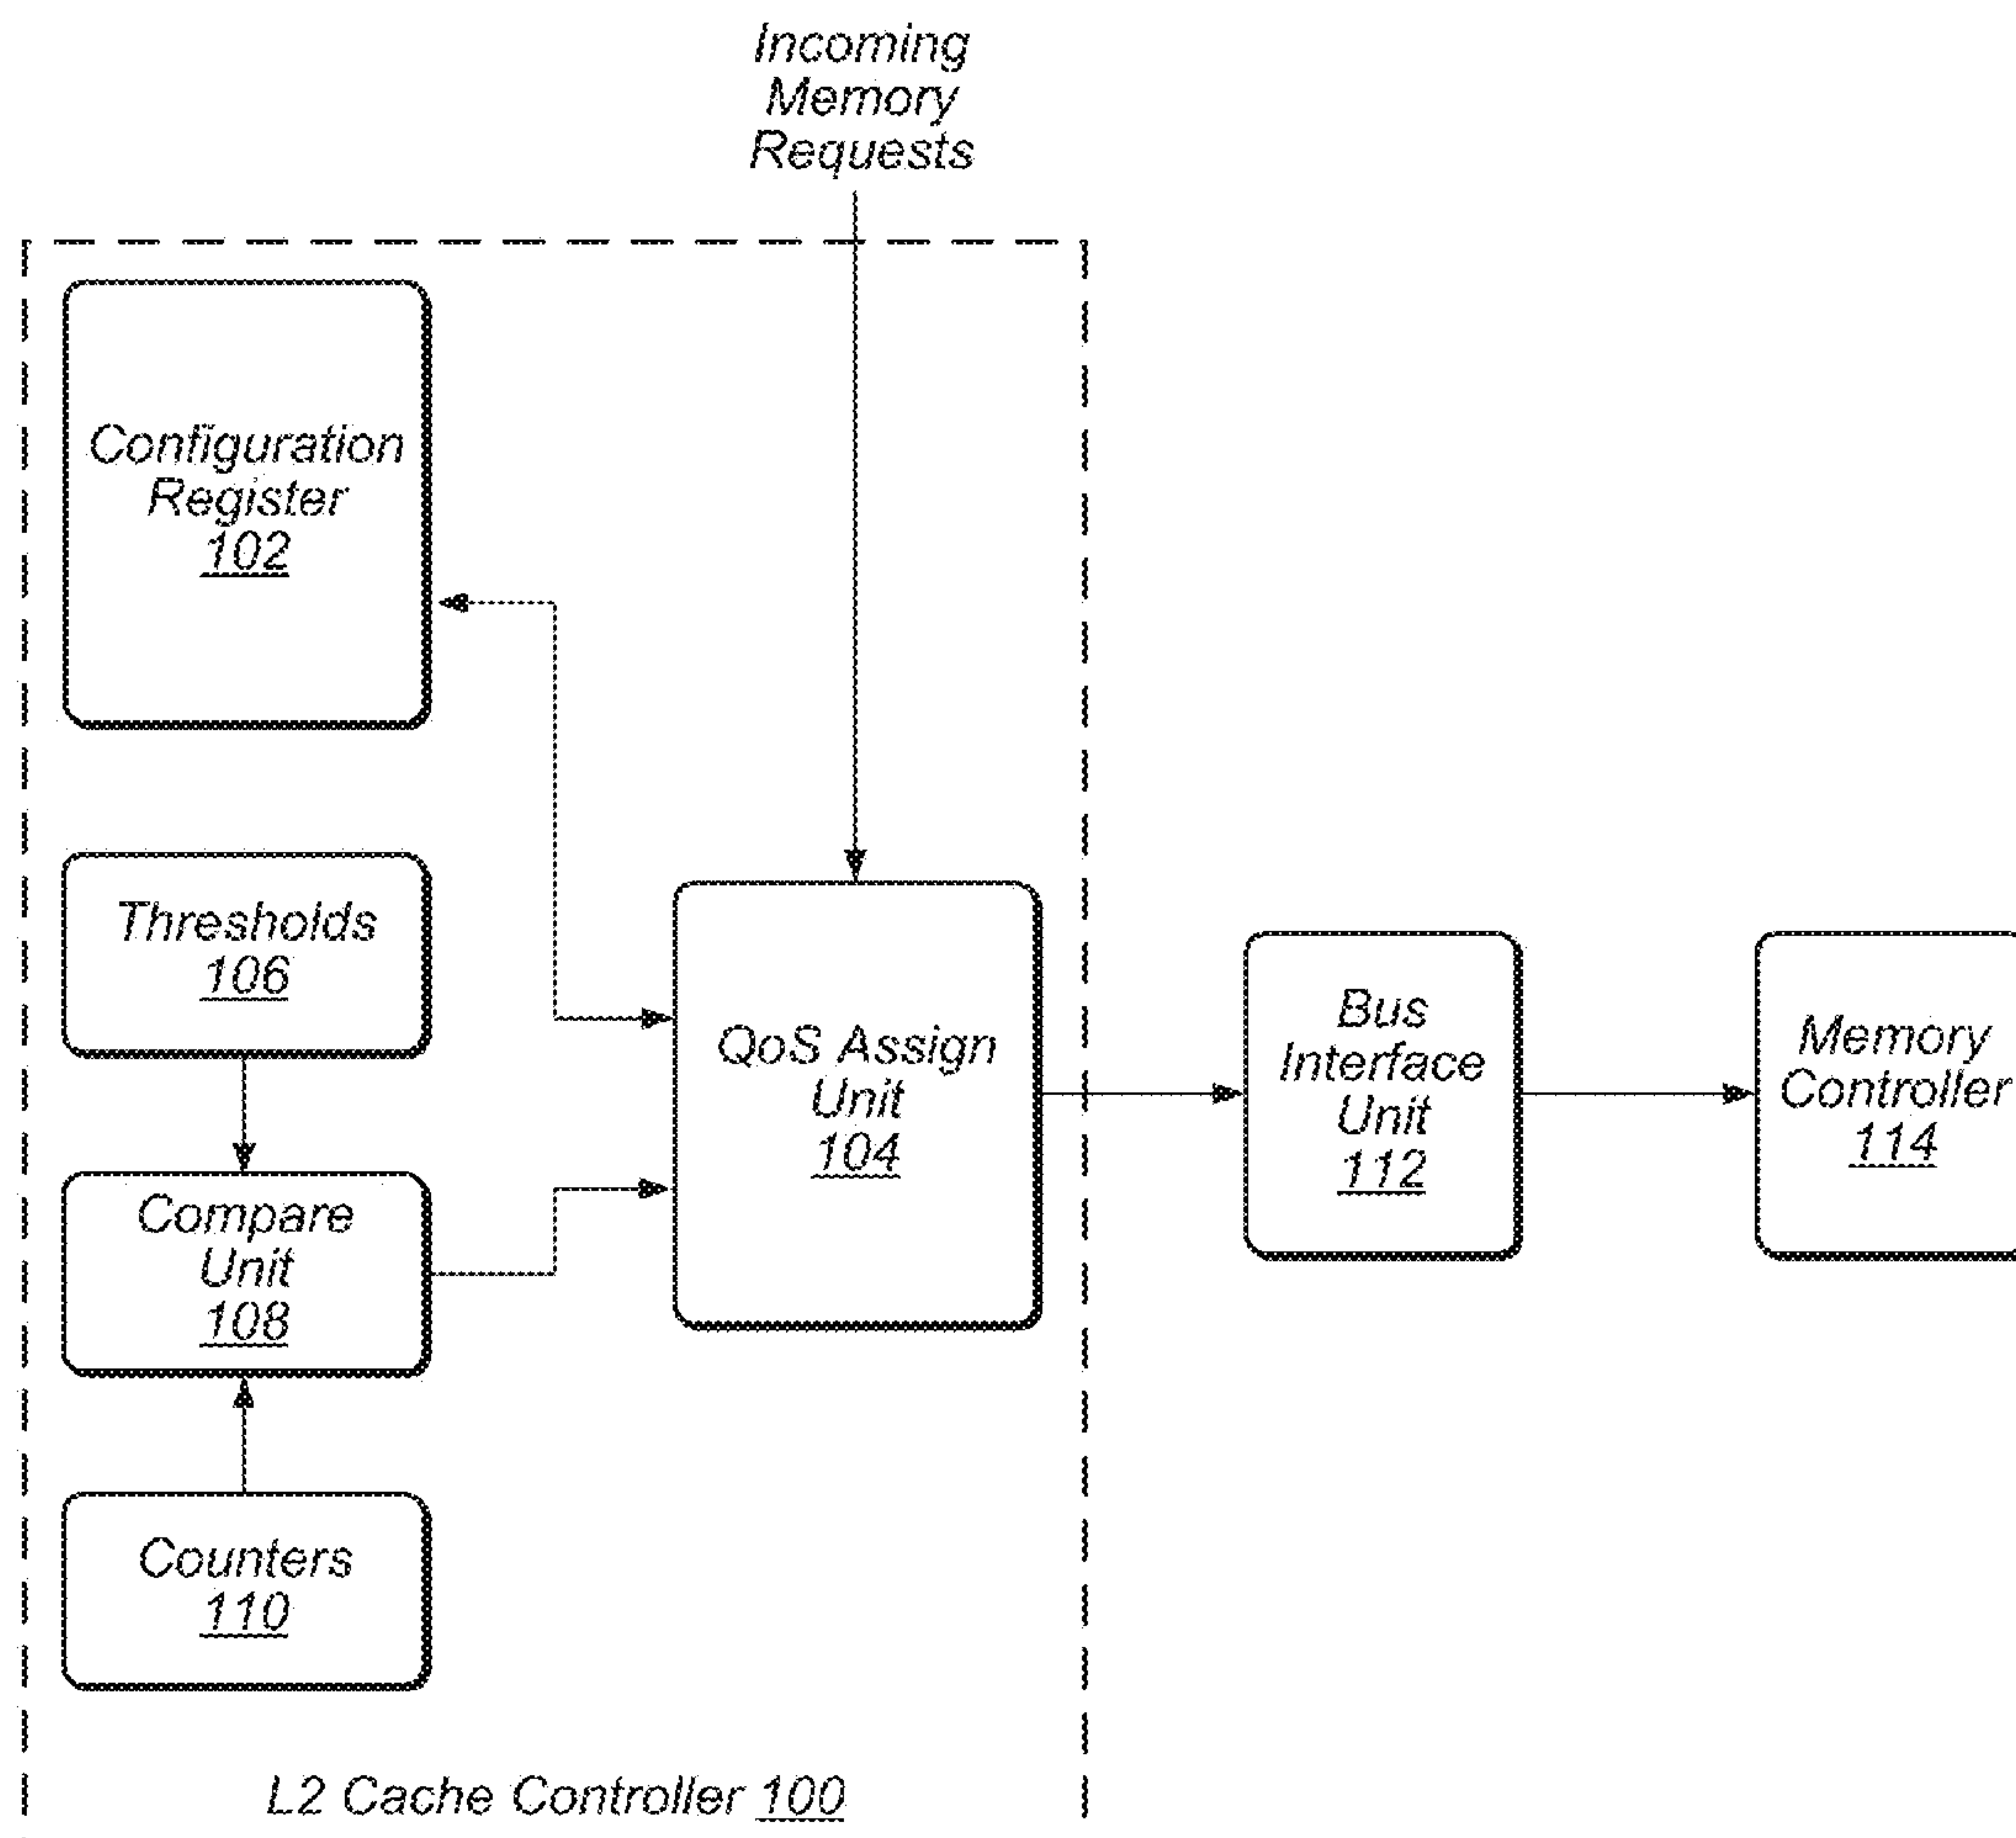 Incoming
Memory
Requests
Configuration
Register
102
Thresholds
106
Compare
Unit
108
Counters
110
QoS Assign
Unit
104
Bus
Interface
Unit
112
Memory
Controller
114
L2 Cache Controller 100